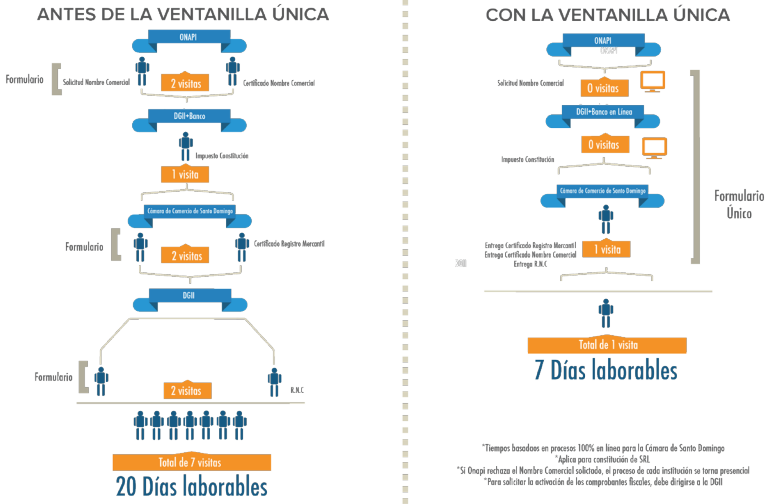 ANTES DE LA VENTANILLA ÚNICA
ONAPI
Formulario
Solicitud Nombre Comercial
2 visitas
Certificado Nombre Comercial
DGII+Banco
Impuesto Constitución
1 visita
Cámara de Comercio de Santo Domingo
Formulario
2 visitas
Certificado Registro Mercantil
DGII
Formulario
2 visitas
R.N.C
Total de 7 visitas
20 Días laborables
CON LA VENTANILLA ÚNICA
ONAPI
Solicitud Nombre Comercial
0 visitas
DGII+Banco en Línea
0 visitas
Impuesto Constitución
Cámara de Comercio de Santo Domingo
Formulario
Único
Entrega Certificado Registro Mercantil
Entrega Certificado Nombre Comercial
Entrega R.N.C
1 visita
Total de 1 visita
7 Días laborables
*Tiempos basadaos en procesos 100% en línea para la Cámara de Santo Domingo
*Aplica para constitución de SRL
*Si Onapi rechaza el Nombre Comercial solicitado, el proceso de cada institución se torna presencial
*Para solicitar la activación de los comprobantes fiscales, debe dirigirse a la DGII